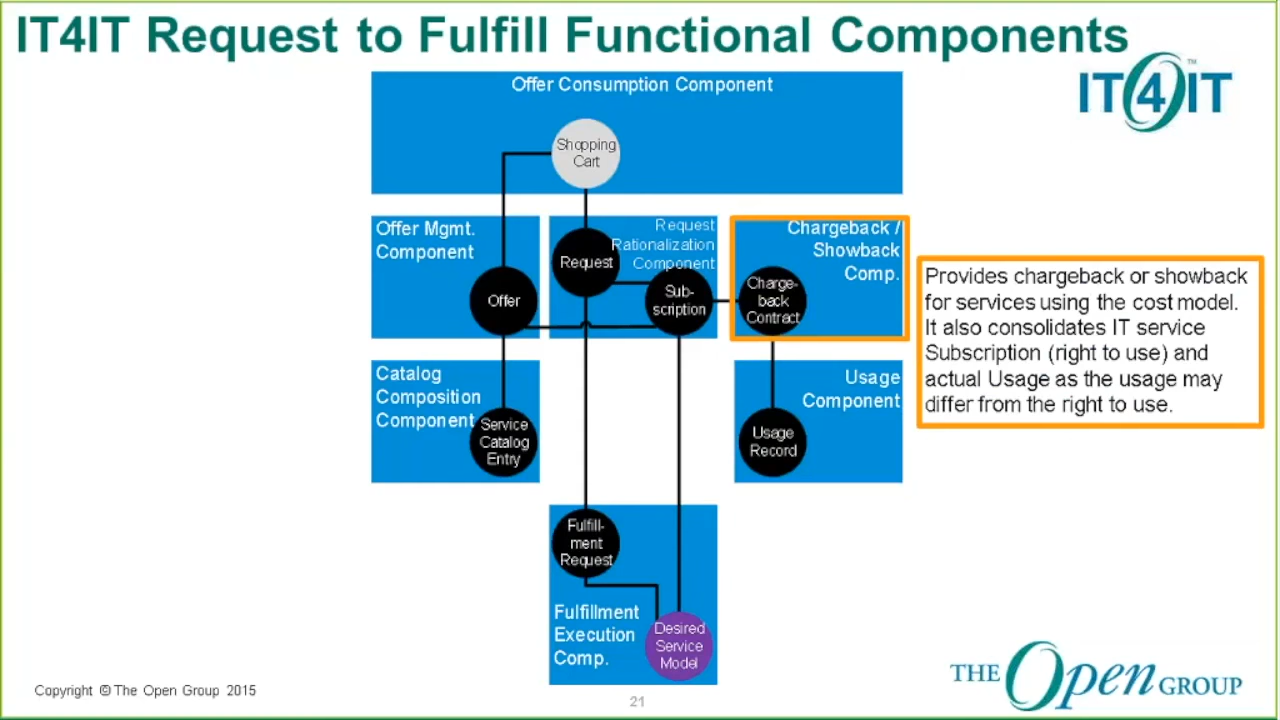 IT4IT Request to Fulfill Functional Components
IT4IT™
Offer Consumption Component
Shopping
Cart
Offer Mgmt.
Component
Offer
Request
Rationalization
Component
Request
Sub-
scription
Chargeback /
Showback
Comp.
Charge-
back
Contract
Provides chargeback or showback
for services using the cost model.
It also consolidates IT service
Subscription (right to use) and
actual Usage as the usage may
differ from the right to use.
Catalog
Composition
Component
Service
Catalog
Entry
Usage
Component
Usage
Record
Fulfill-
ment
Request
Fulfillment
Execution
Comp.
Desired
Service
Model
Copyright © The Open Group 2015
21
THE Open GROUP